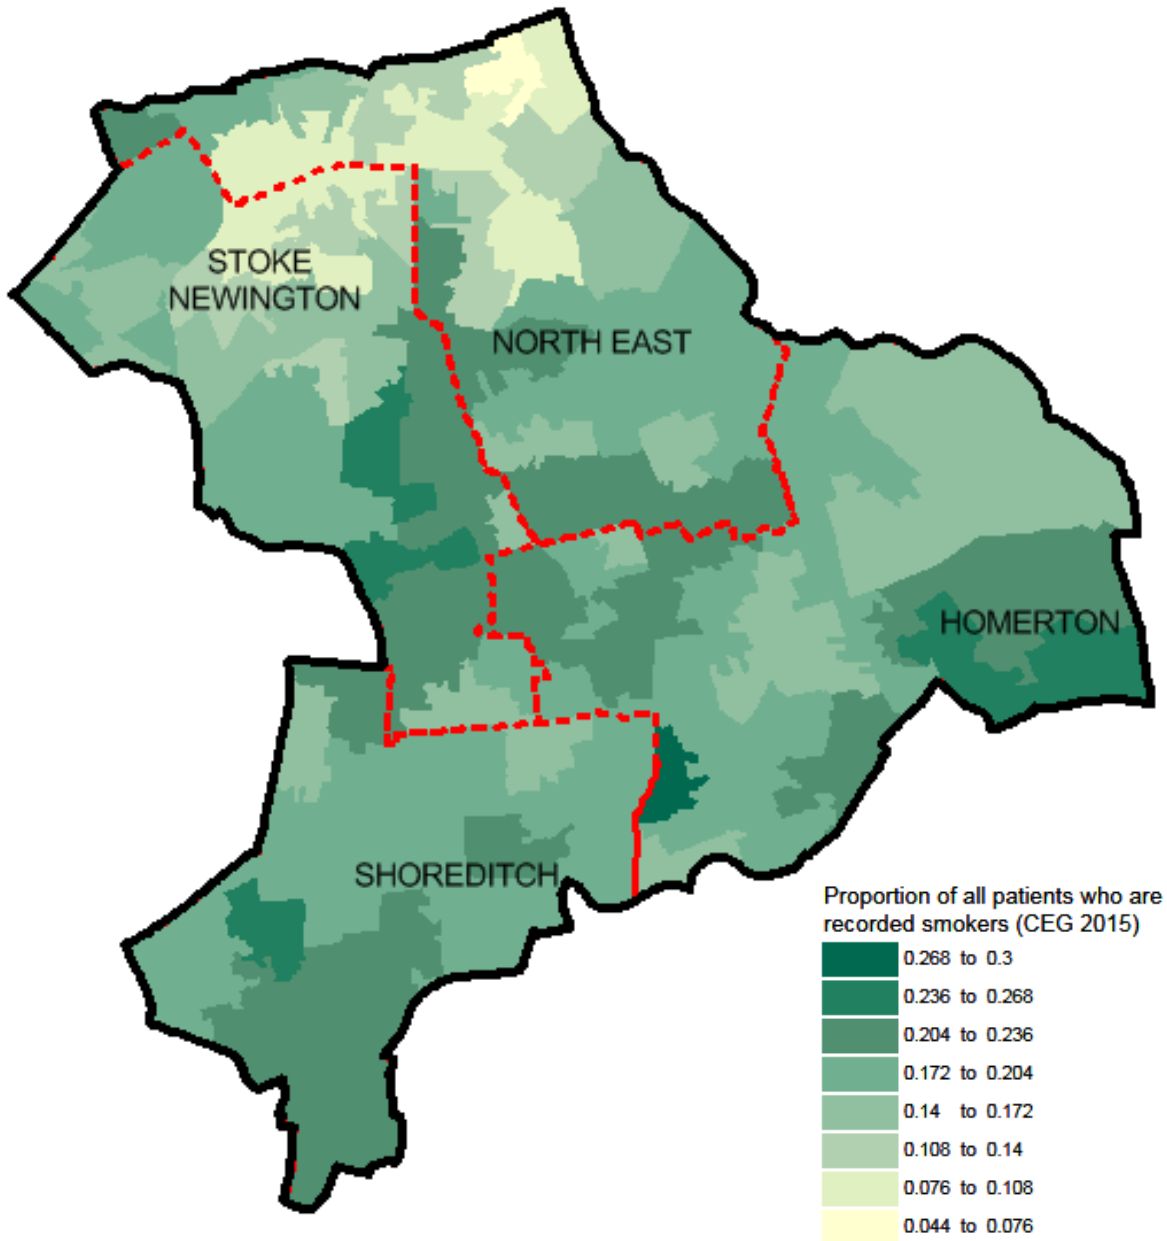 STOKE
NEWINGTON
NORTH EAST
HOMERTON
SHOREDITCH
Proportion of all patients who are
recorded smokers (CEG 2015)
0.268 to 0.3
0.236 to 0.268
0.204 to 0.236
0.172 to 0.204
0.14 to 0.172
0.108 to 0.14
0.076 to 0.108
0.044 to 0.076